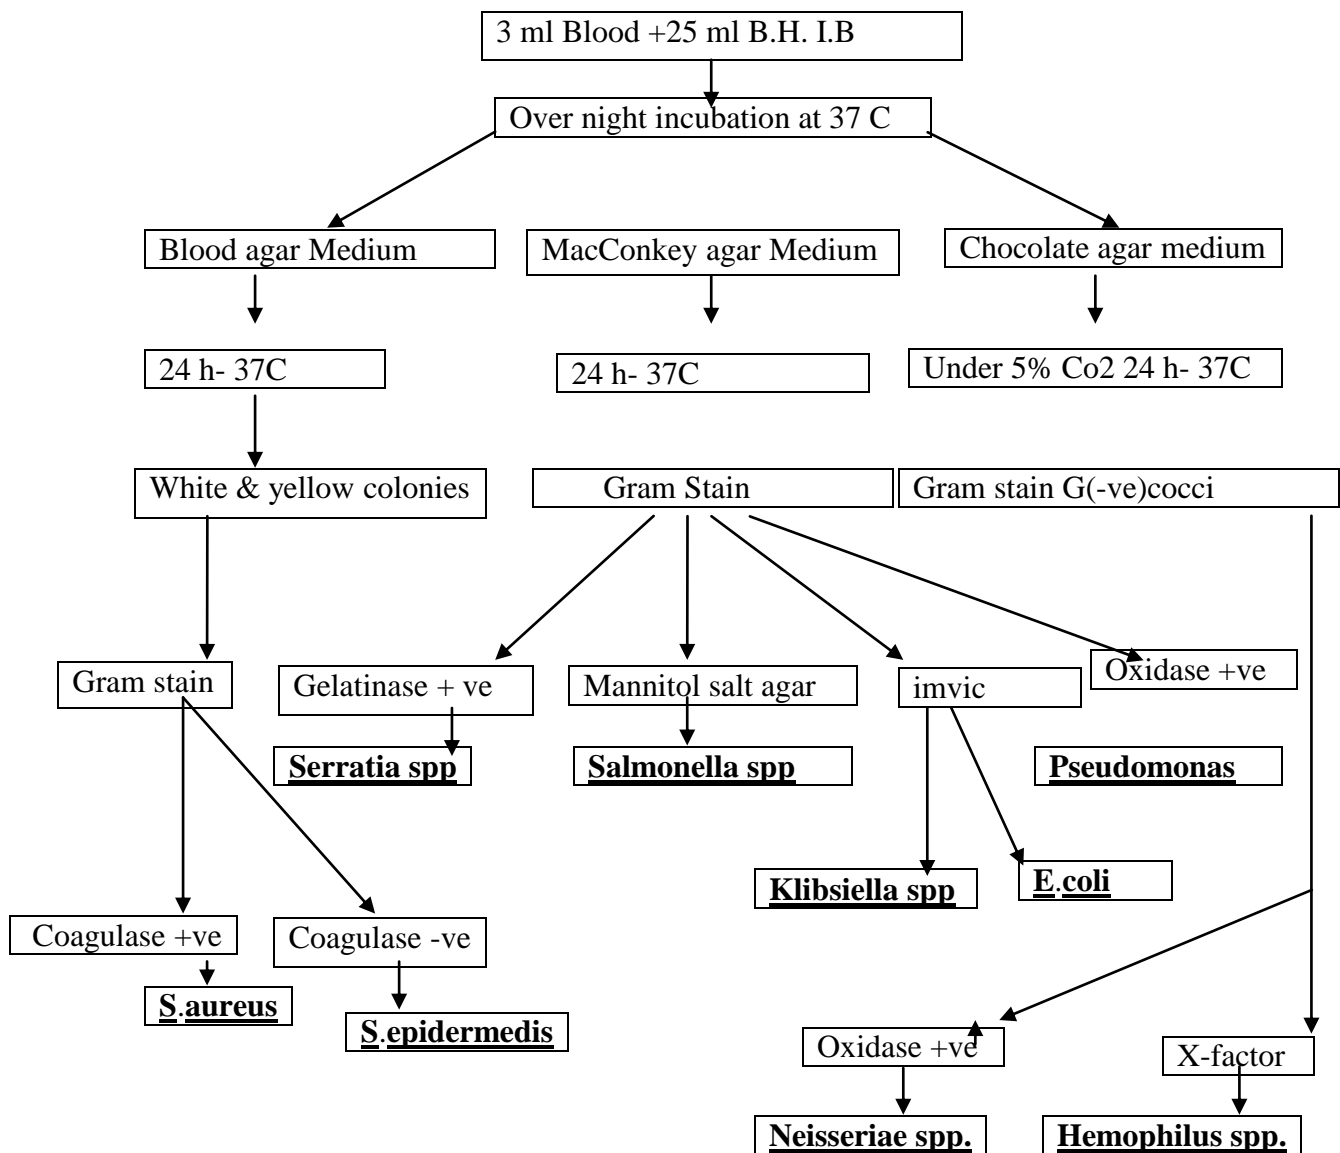 3 ml Blood +25 ml B.H. I.B
Over night incubation at 37 C
Blood agar Medium
MacConkey agar Medium
Chocolate agar medium
24 h- 37C
24 h- 37C
Under 5% Co2 24 h- 37C
White & yellow colonies
Gram Stain
Gram stain G(-ve)cocci
Gram stain
Gelatinase + ve
Mannitol salt agar
imvic
Oxidase +ve
Serratia spp
Salmonella spp
Pseudomonas
Klibsiella spp
E.coli
Coagulase +ve
Coagulase -ve
S.aureus
S.epidermedis
Oxidase +ve
X-factor
Neisseriae spp.
Hemophilus spp.